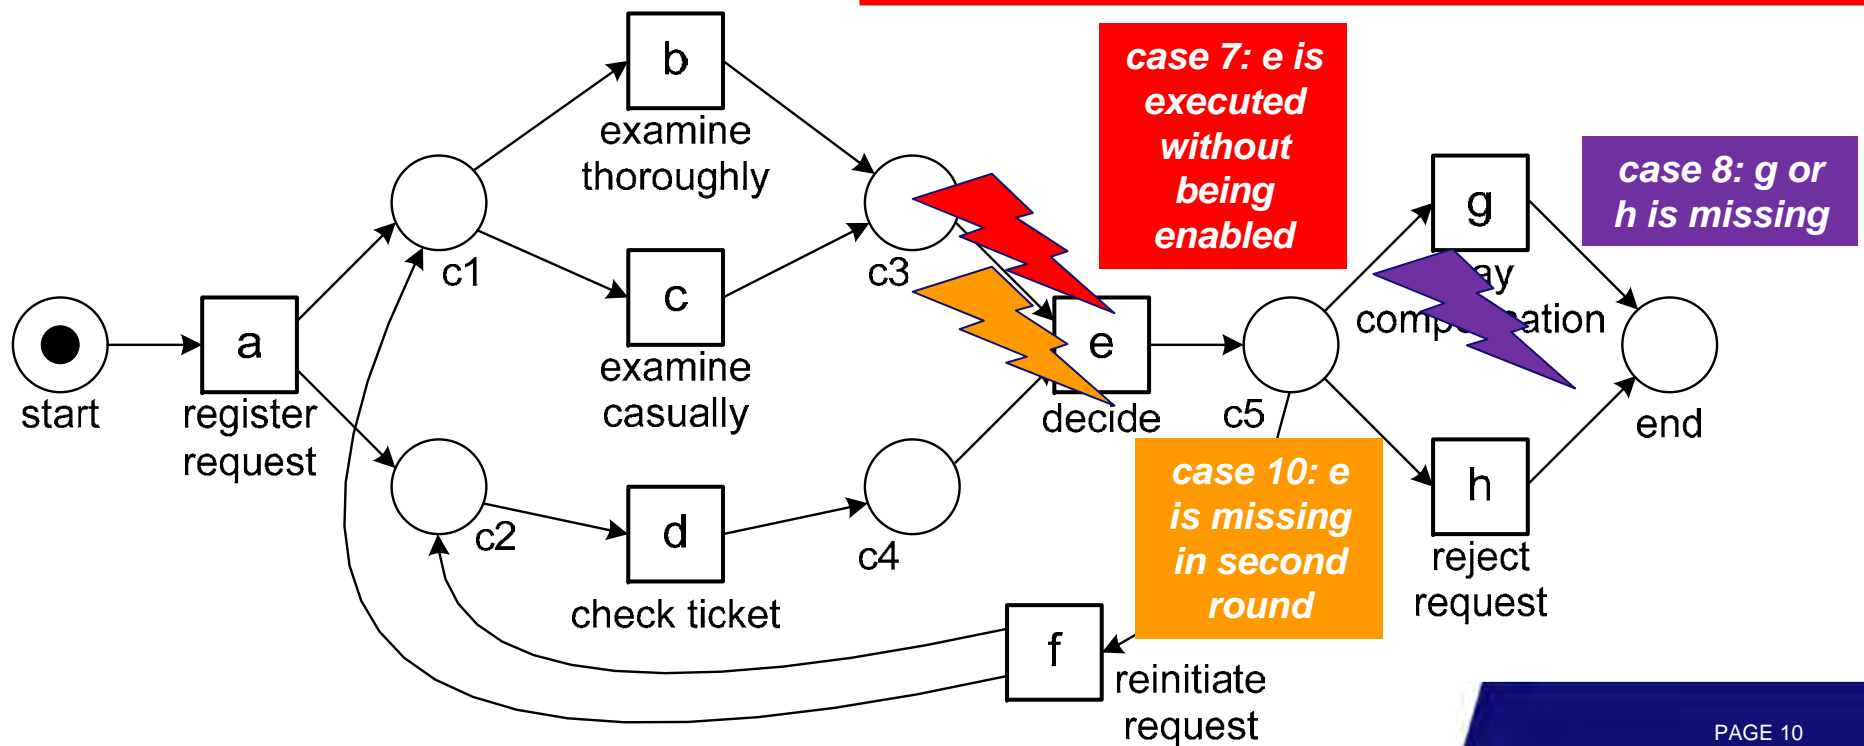 b
examine
thoroughly
case 7: e is
executed
without
being
enabled
g
case 8: g or
h is missing
c1
c
c3
a
e
examine
casually
start
register
request
decide
c5
end
case 10: e
is missing
in second
round
h
c2
d
c4
reject
request
check ticket
f
reinitiate
request
PAGE 10